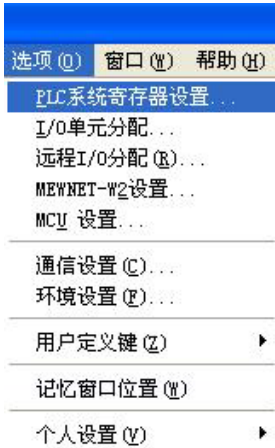 选项(O) 窗口(W) 帮助(H)
PLC系统寄存器设置...
I/O单元分配...
远程I/O分配(R)...
MEWNET-W2设置...
MCU 设置...
通信设置(C)...
环境设置(F)...
用户定义键(Z)
记忆窗口位置(W)
个人设置(V)